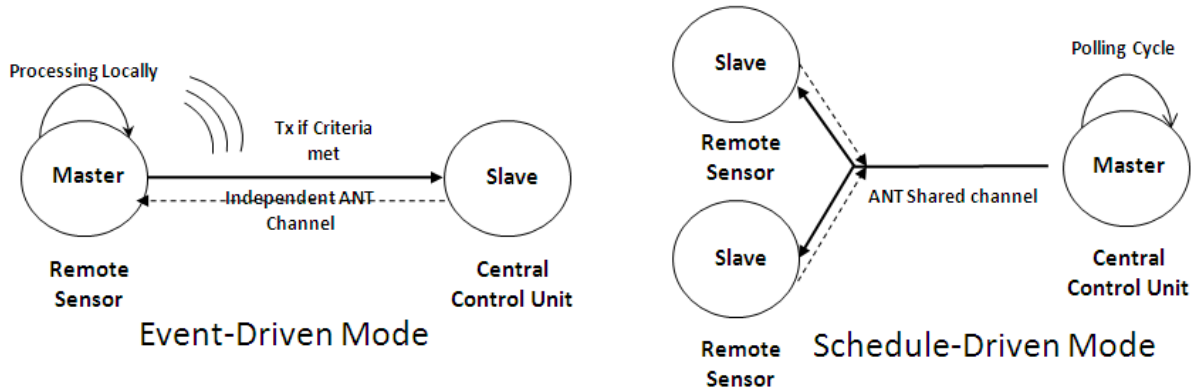 Processing Locally
Tx if Criteria
met
Master
Slave
Independent ANT
Channel
Remote
Sensor
Central
Control Unit
Event-Driven Mode
Polling Cycle
Slave
Remote
Sensor
Master
ANT Shared channel
Slave
Central
Control Unit
Remote
Sensor
Schedule-Driven Mode